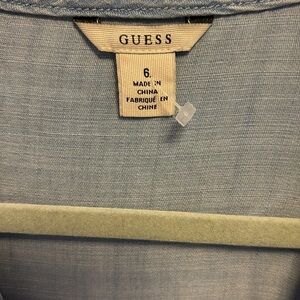 GUESS
6.
MADE IN
CHINA
FABRIQUÉ EN
CHINE